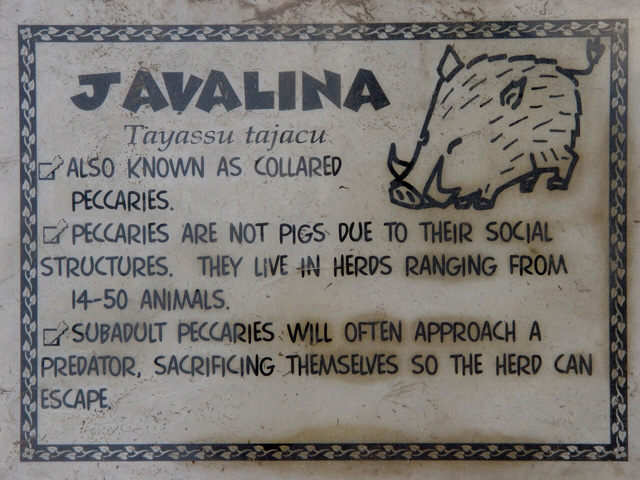 JAVALINA
Tayassu tajacu
ALSO KNOWN AS COLLARED
PECCARIES.
PECCARIES ARE NOT PIGS DUE TO THEIR SOCIAL
STRUCTURES. THEY LIVE IN HERDS RANGING FROM
14-50 ANIMALS.
SUBADULT PECCARIES WILL OFTEN APPROACH A
PREDATOR, SACRIFICING THEMSELVES SO THE HERD CAN
ESCAPE.